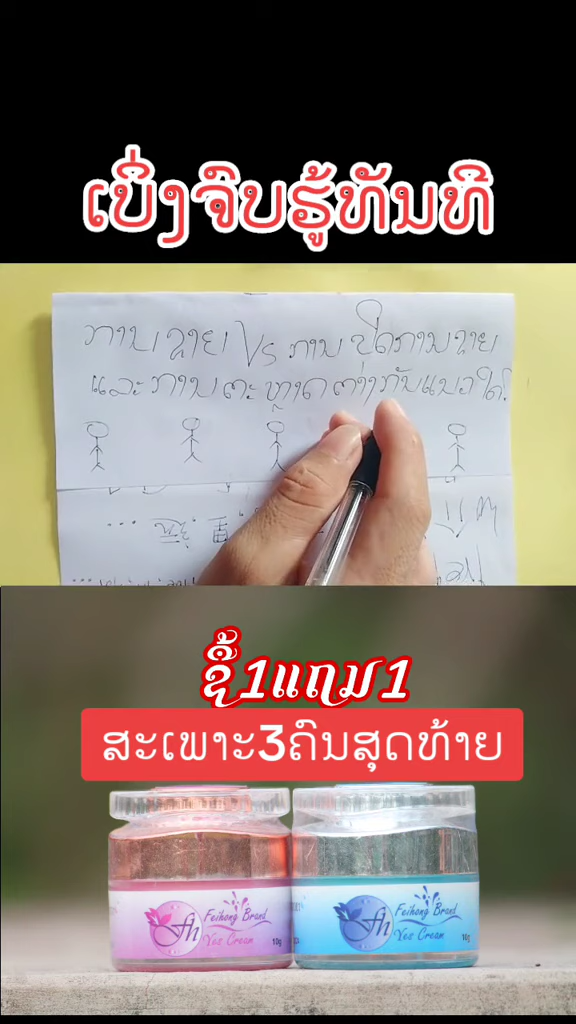 ເບິ່ງຈົບຮູ້ທັນທີ
ການຂາຍ Vs ການປິດການຂາຍ
ແລະ ການຕະຫຼາດຕ່າງກັນແນວໃດ?
ຊື້1ແຖມ1
ສະເພາະ3ຄົນສຸດທ້າຍ
fh Feihong Brand
Yes Cream
10g
fh Feihong Brand
Yes Cream
10g